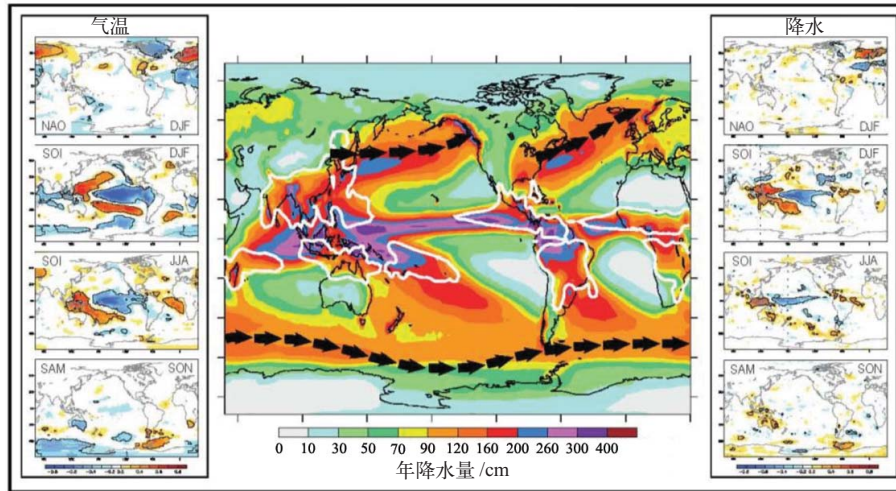 气温
NAO DJF
SOI DJF
SOI JJA
SAM SON
降水
NAO DJF
SOI DJF
SOI JJA
SAM SON
0 10 30 50 70 90 120 160 200 260 300 400
年降水量/cm